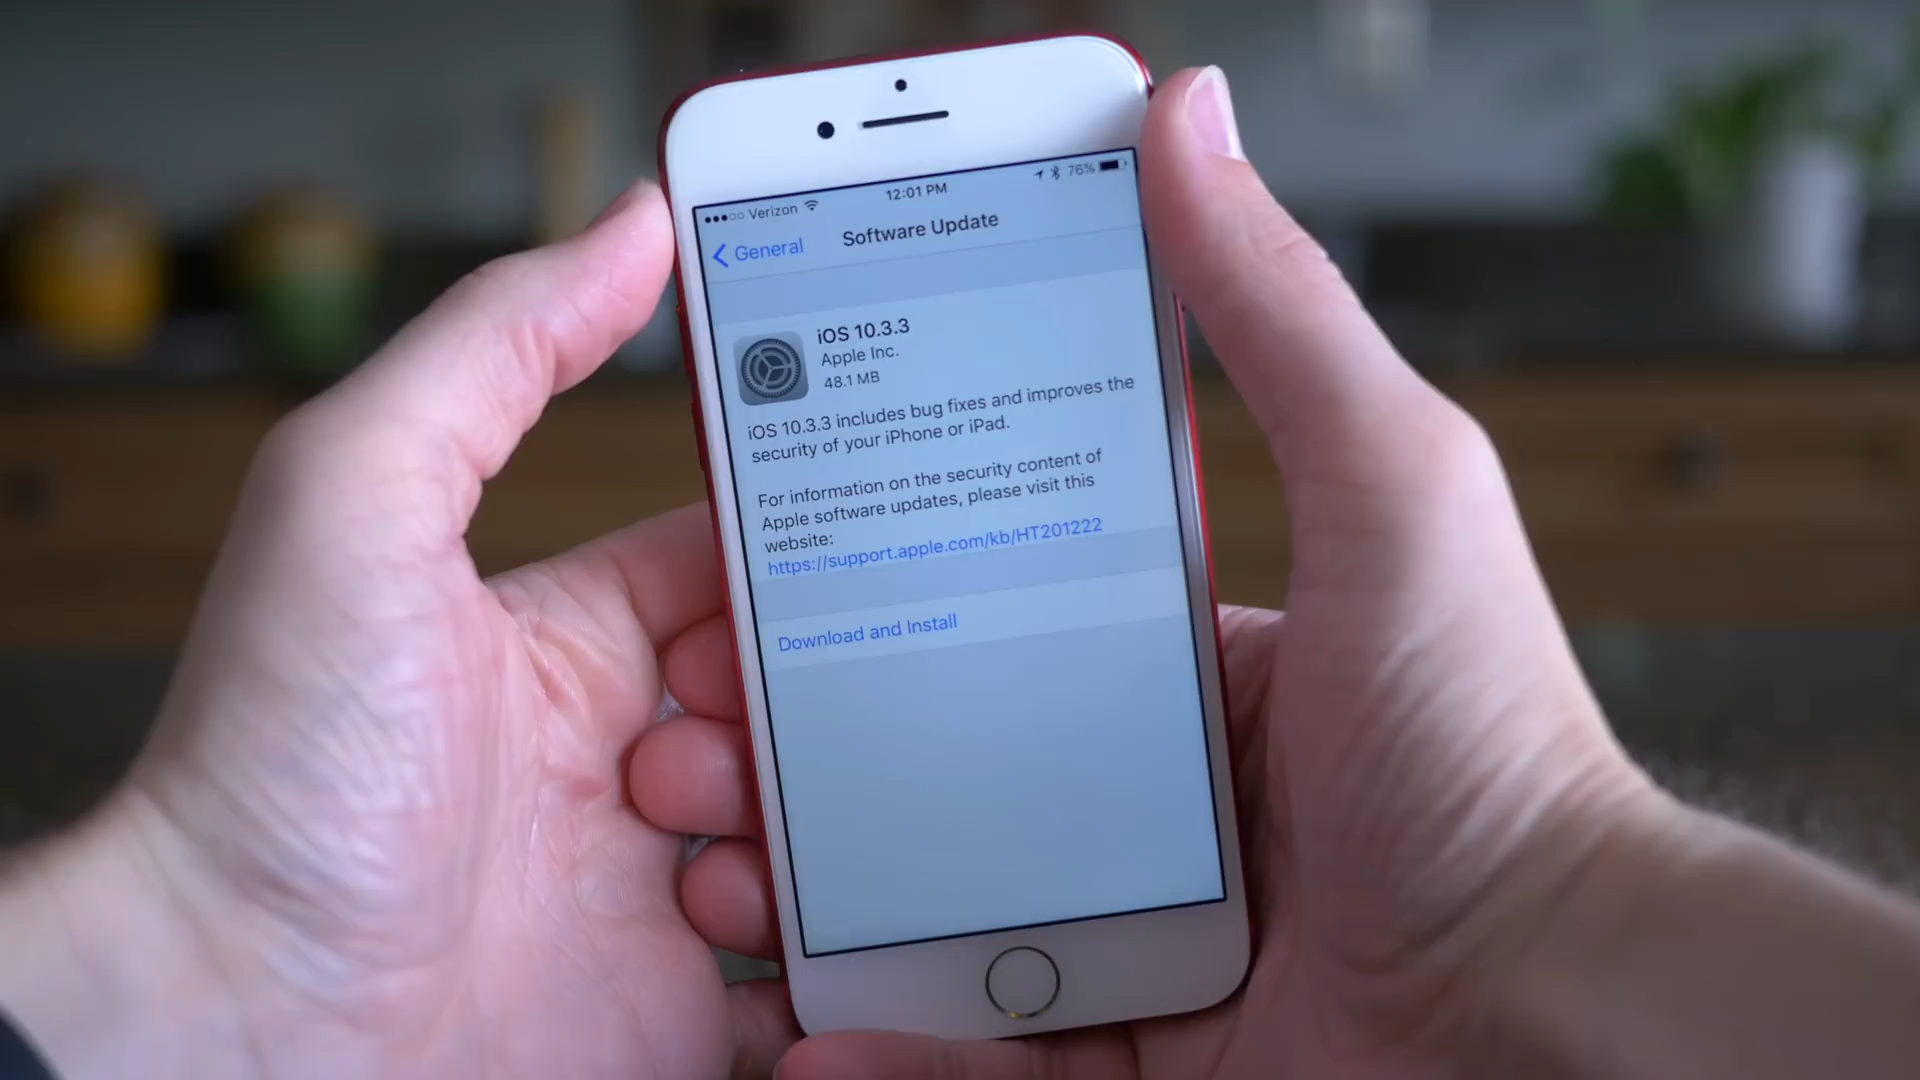 Verizon 12:01 PM 76%
General Software Update
iOS 10.3.3
Apple Inc.
48.1 MB
iOS 10.3.3 includes bug fixes and improves the
security of your iPhone or iPad.
For information on the security content of
Apple software updates, please visit this
website:
https://support.apple.com/kb/HT201222
Download and Install